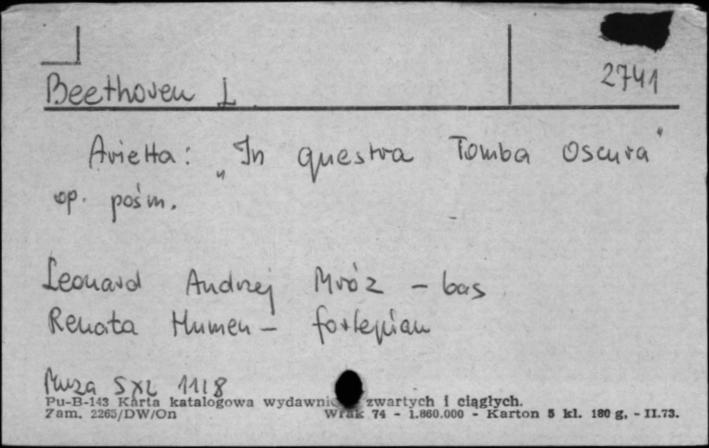 2741
Beethoven L
Arietta: „In questra Tomba Oscura"
op. pośm.
Leonard Andrzej Mróz - bas
Renata Humen - fortepian
Muza SXL 1118
Pu-B-143 Karta katalogowa wydawni zwartych i ciągłych.
Zam. 2265/DW/On WrAk 74 - 1.860.000 - Karton 5 kl. 180 g. - II.73.